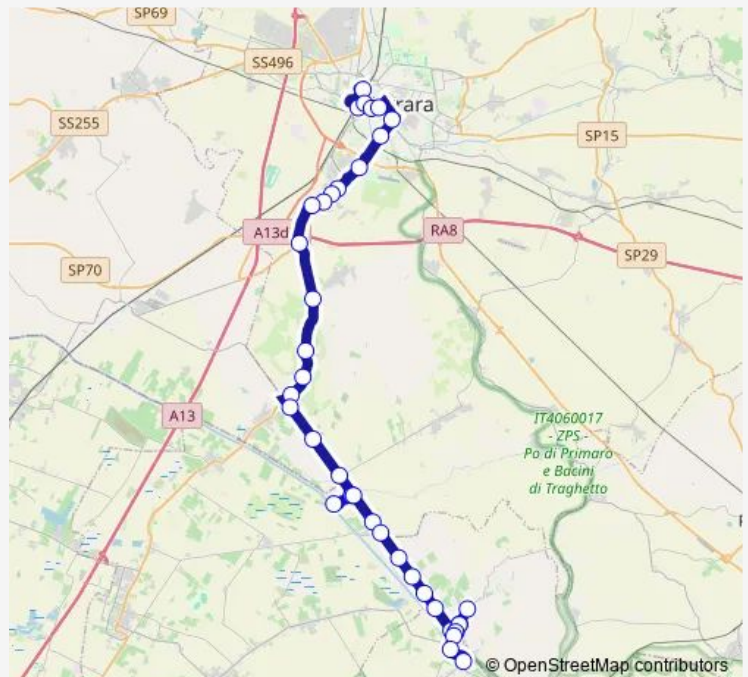 SP69
SS496
SS255
rara
SP15
A13d
RA8
SP70
SP29
A13
IT4060017
- ZPS -
Po di Primaro
e Bacini
di Traghetto
© OpenStreetMap contributors